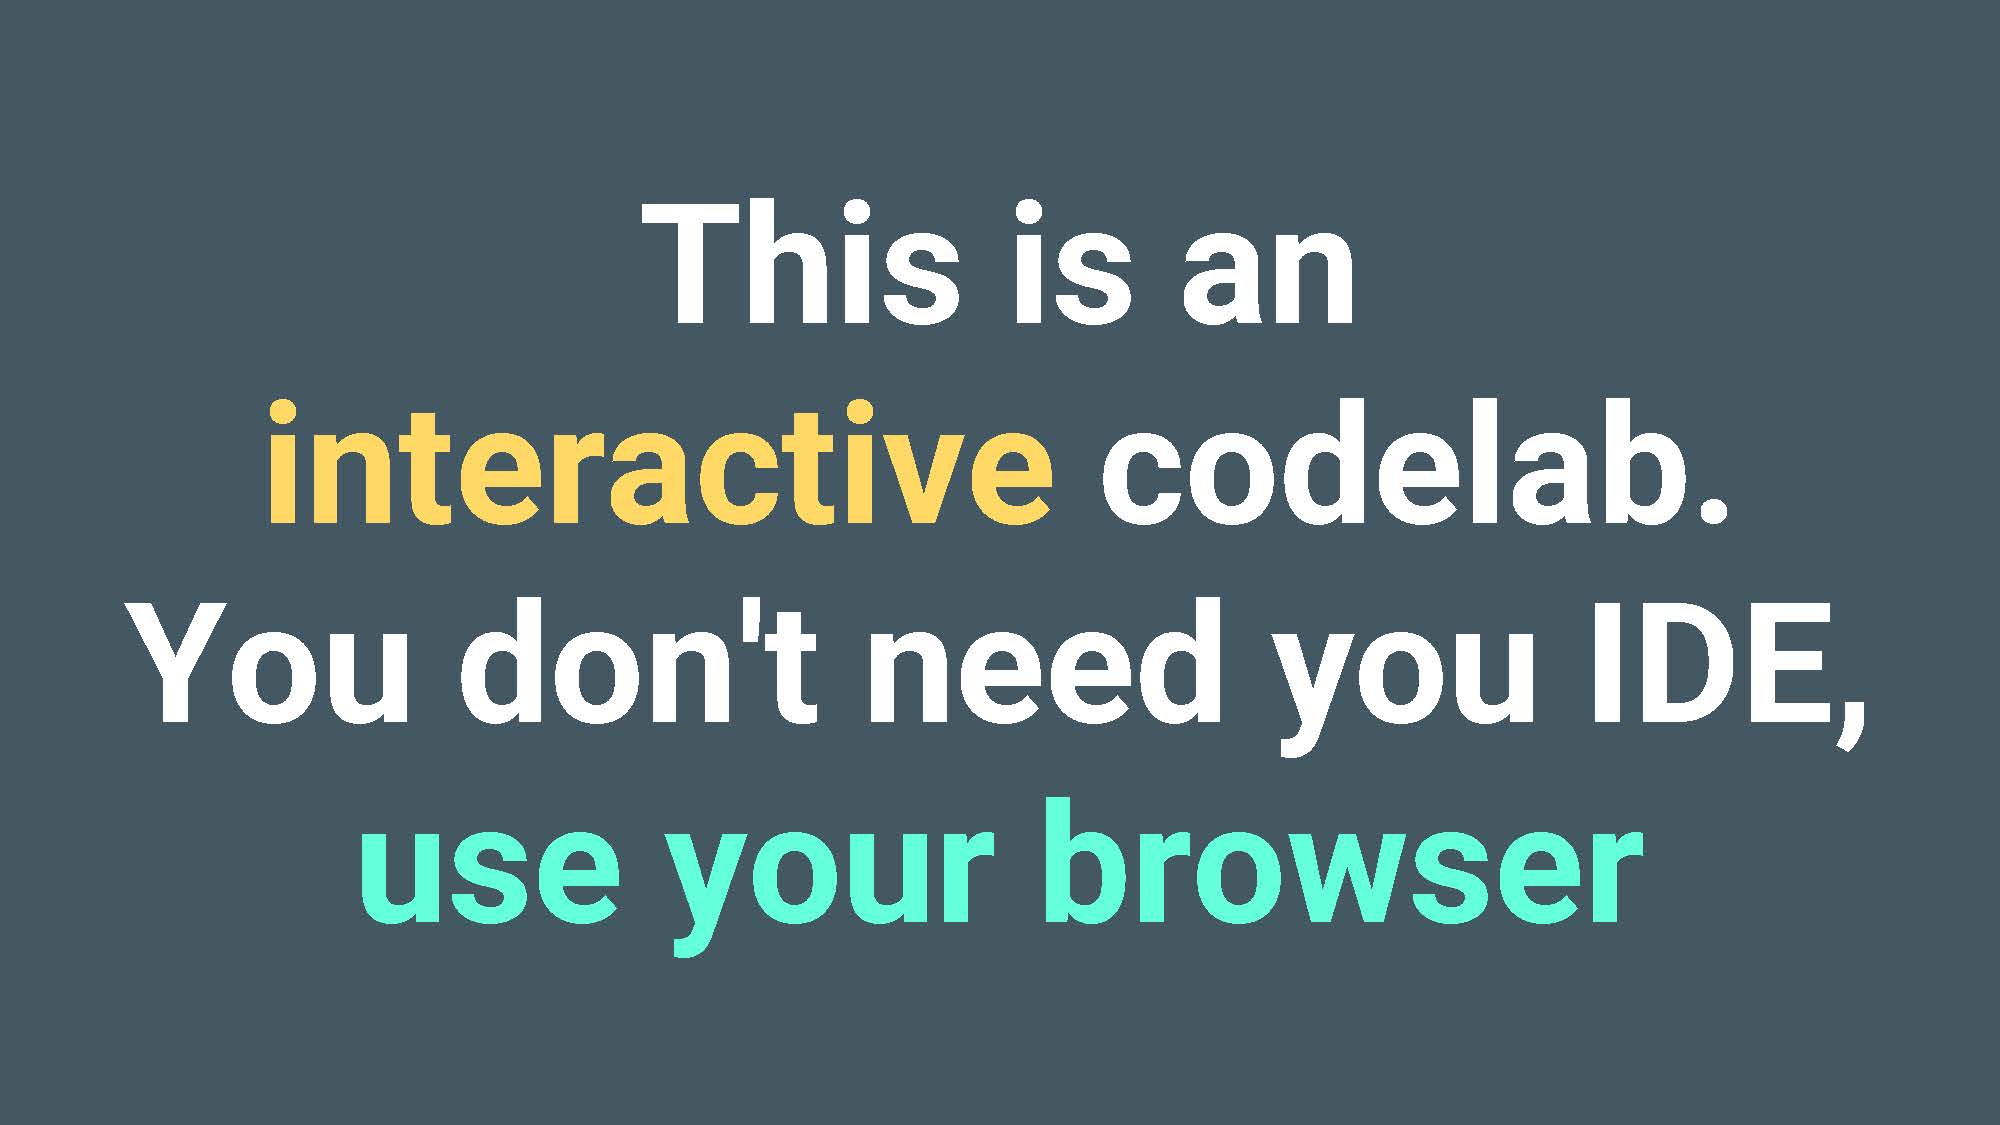 This is an
interactive codelab.
You don't need you IDE,
use your browser